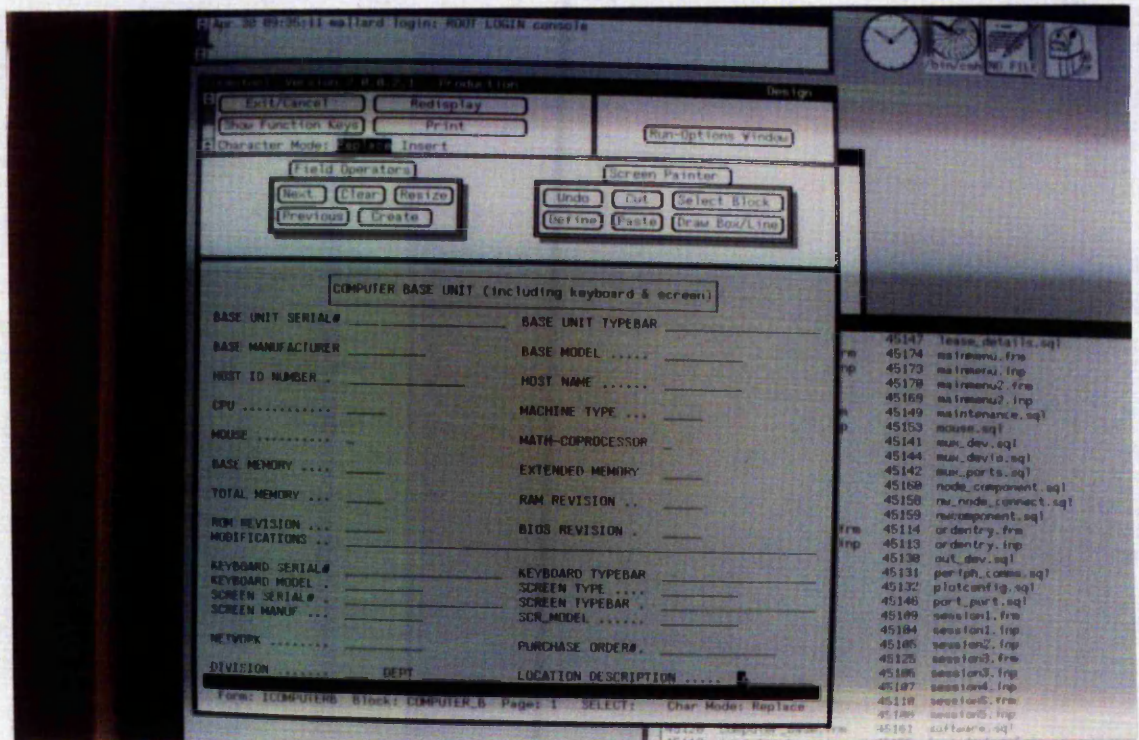 Apr 30 09:35:11 mallard login: ROOT LOGIN console
/bin/csh NO FILE
Production
Design
Exit/Cancel Redisplay
Show Function Keys Print
Run-Options Window
Character Mode: Replace Insert
Field Operators
Screen Painter
Next Clear Resize
Undo Cut Select Block
Previous Create
Define Paste Draw Box/Line
COMPUTER BASE UNIT (including keyboard & screen)
BASE UNIT SERIAL# BASE UNIT TYPEBAR
BASE MANUFACTURER BASE MODEL .....
HOST ID NUMBER . HOST NAME ......
CPU ........... MACHINE TYPE ...
MOUSE .......... MATH-COPROCESSOR
BASE MEMORY .... EXTENDED MEMORY
TOTAL MEMORY ... RAM REVISION ..
ROM REVISION ... BIOS REVISION .
MODIFICATIONS ..
KEYBOARD SERIAL# KEYBOARD TYPEBAR
KEYBOARD MODEL . SCREEN TYPE ....
SCREEN SERIAL# . SCREEN TYPEBAR .
SCREEN MANUF ... SCR_MODEL ......
NETWORK ........ PURCHASE ORDER#.
DIVISION ....... DEPT LOCATION DESCRIPTION .....
Form: ICOMPUTERB Block: COMPUTER_B Page: 1 SELECT: Char Mode: Replace
45147 lease_details.sql
45174 mainmenu.frm
45173 mainmenu.inp
45170 mainmenu2.frm
45169 mainmenu2.inp
45149 maintenance.sql
45153 mouse.sql
45141 mux_dev.sql
45144 mux_devio.sql
45142 mux_ports.sql
45160 node_component.sql
45158 nw_node_connect.sql
45159 nwcomponent.sql
45114 ordentry.frm
45113 ordentry.inp
45130 out_dev.sql
45131 periph_comms.sql
45132 plotconfig.sql
45146 port_port.sql
45109 session1.frm
45104 session1.inp
45105 session2.inp
45125 session3.frm
45106 session3.inp
45107 session4.inp
45110 session5.frm
45108 session5.inp
45161 software.sql